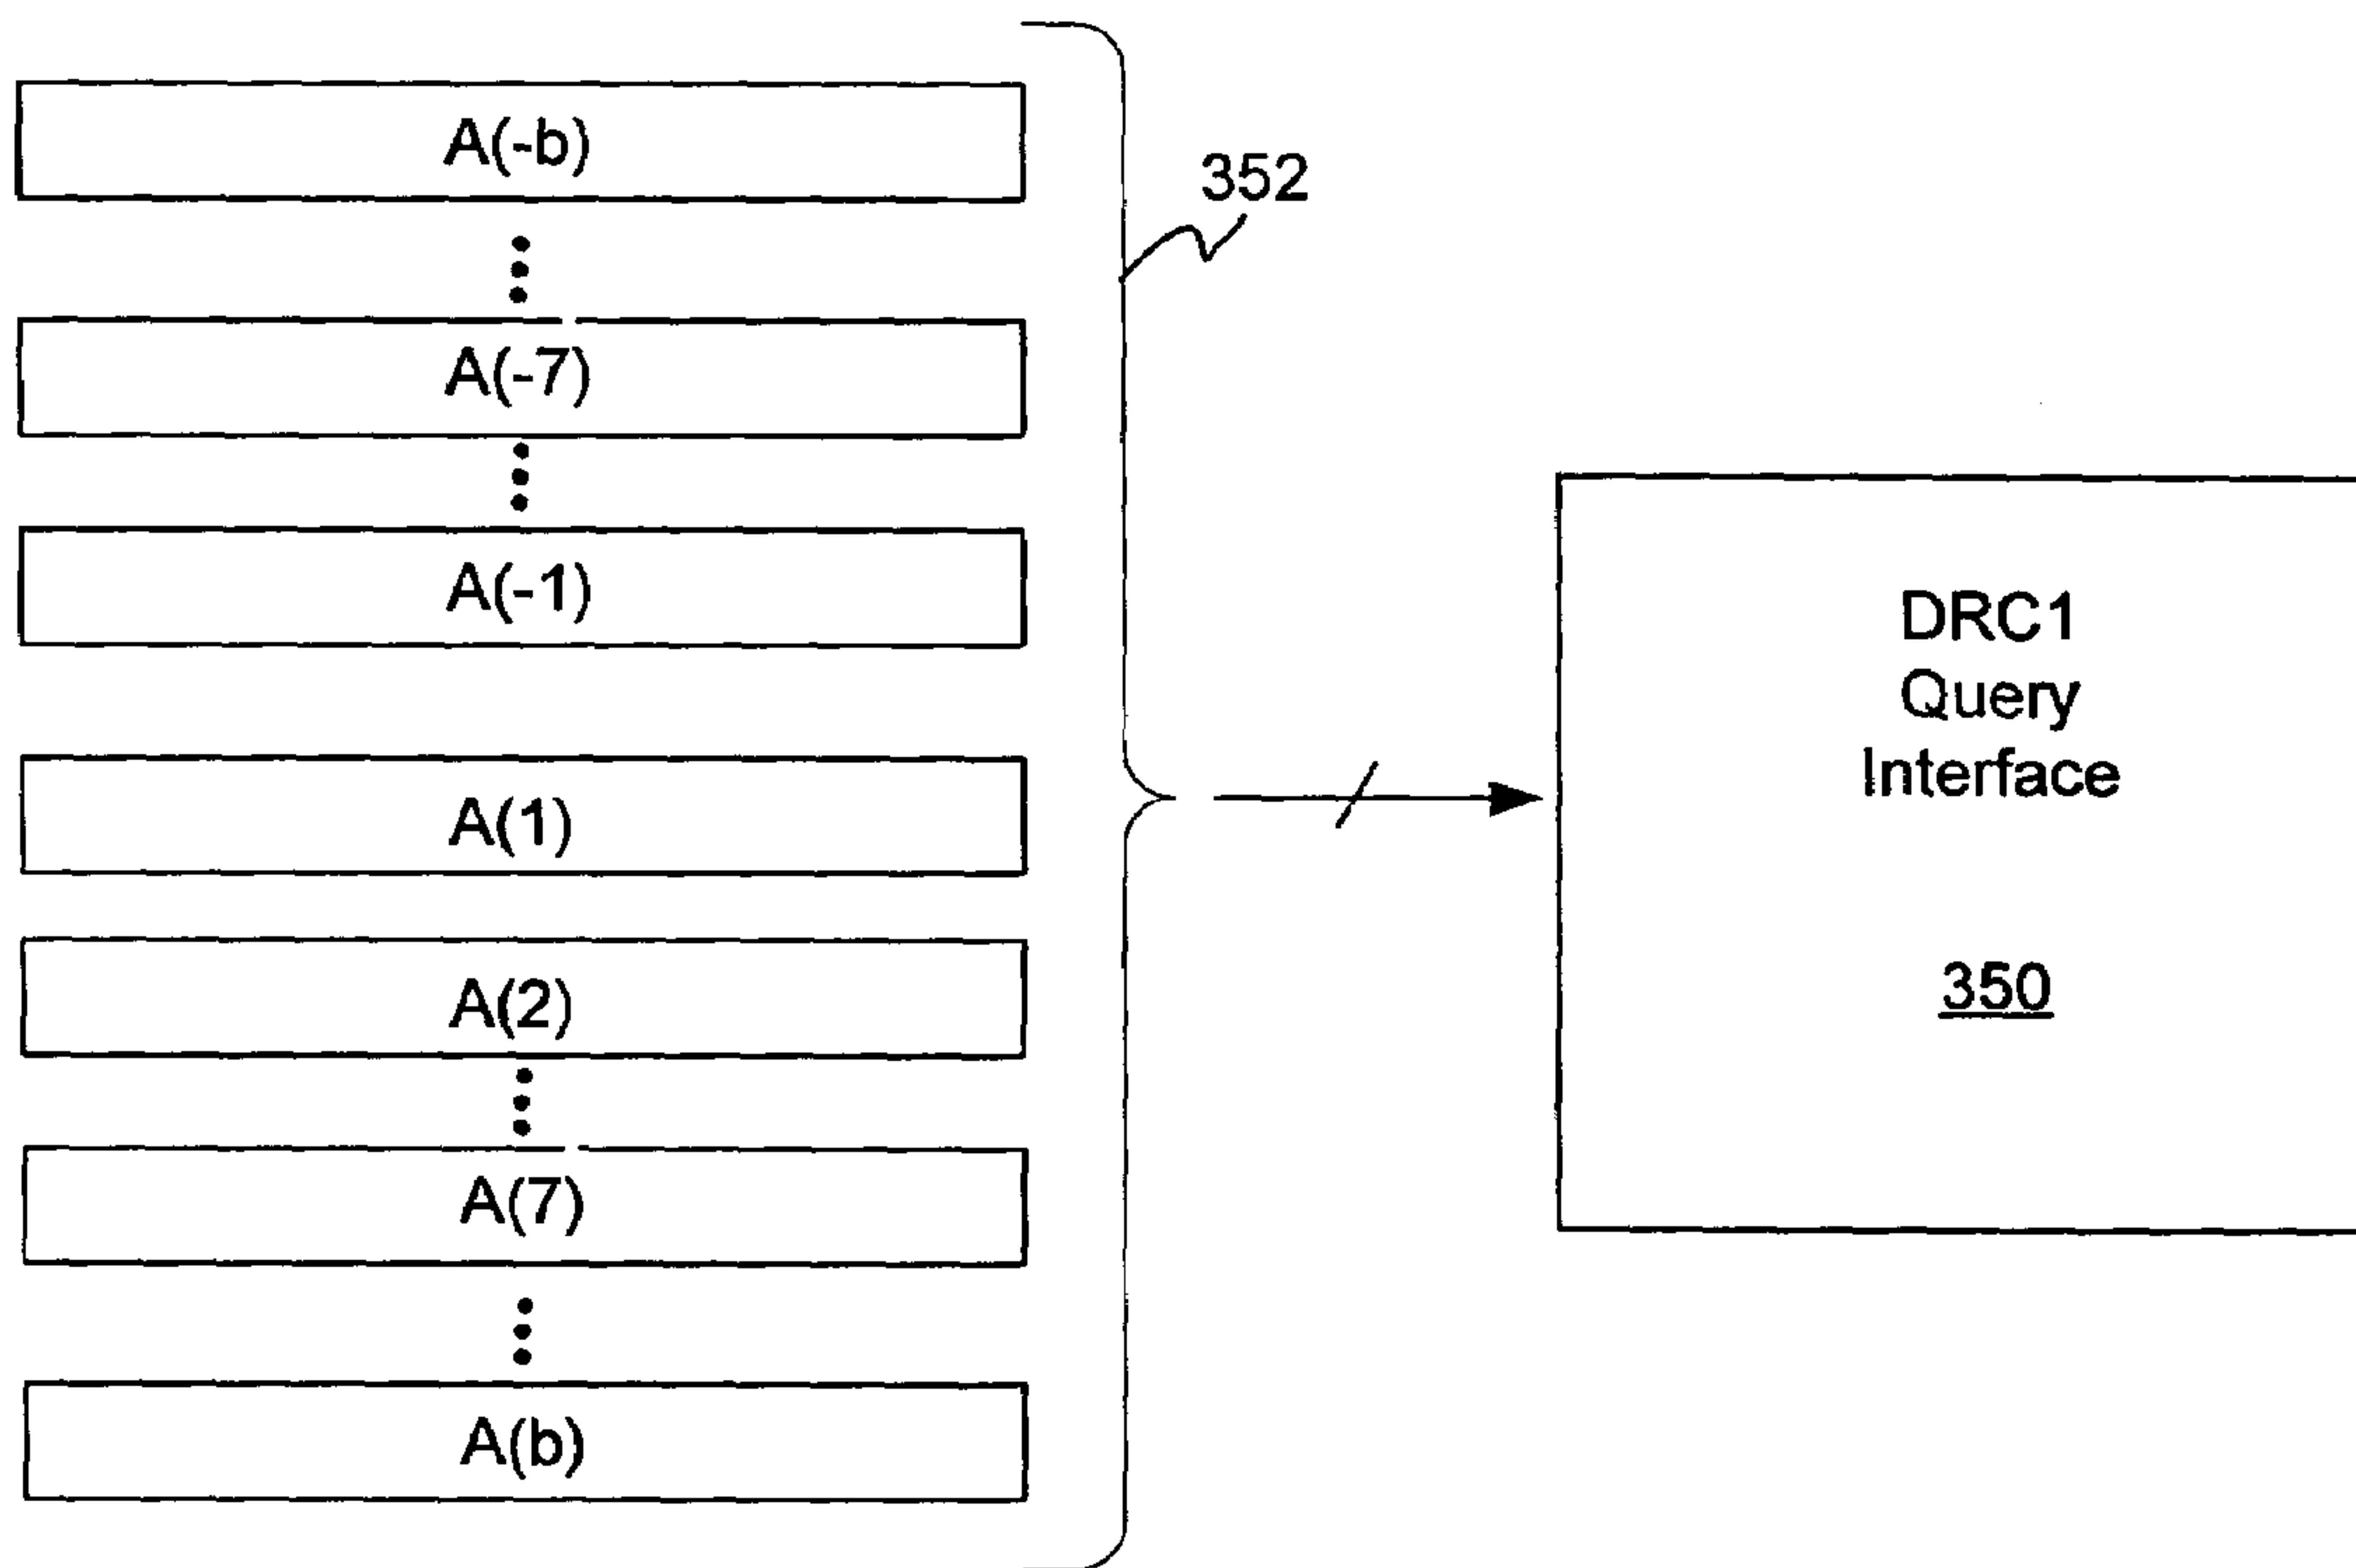 A(-b)
352
A(-7)
A(-1)
A(1)
A(2)
A(7)
A(b)
DRC1
Query
Interface
350